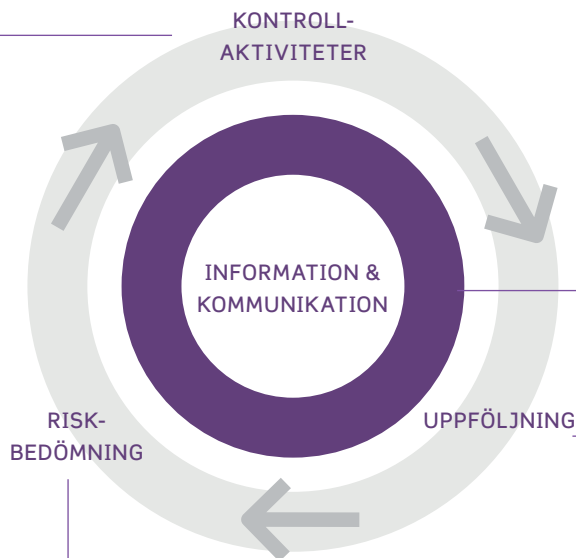 KONTROLL-
AKTIVITETER
INFORMATION &
KOMMUNIKATION
RISK-
BEDÖMNING
UPPFÖLJNING